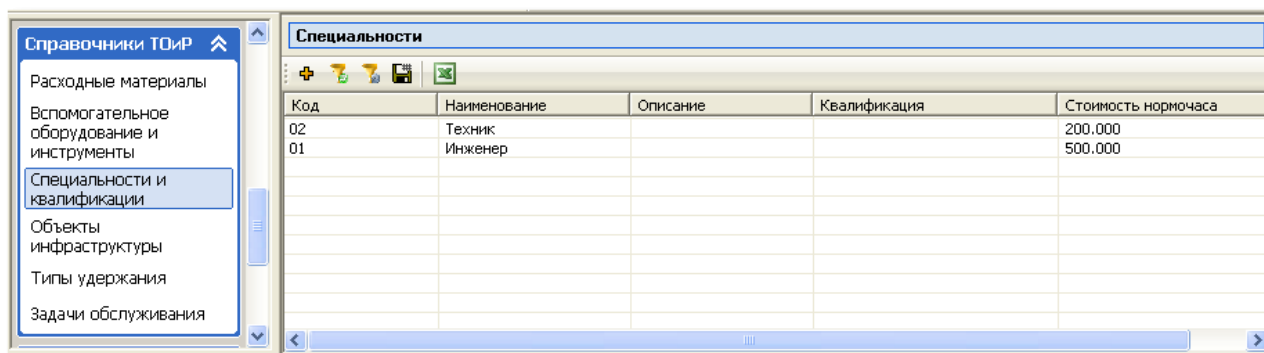 Справочники ТОиР
Расходные материалы
Вспомогательное
оборудование и
инструменты
Специальности и
квалификации
Объекты
инфраструктуры
Типы удержания
Задачи обслуживания
Специальности
Код Наименование Описание Квалификация Стоимость нормочаса
02 Техник 200.000
01 Инженер 500.000